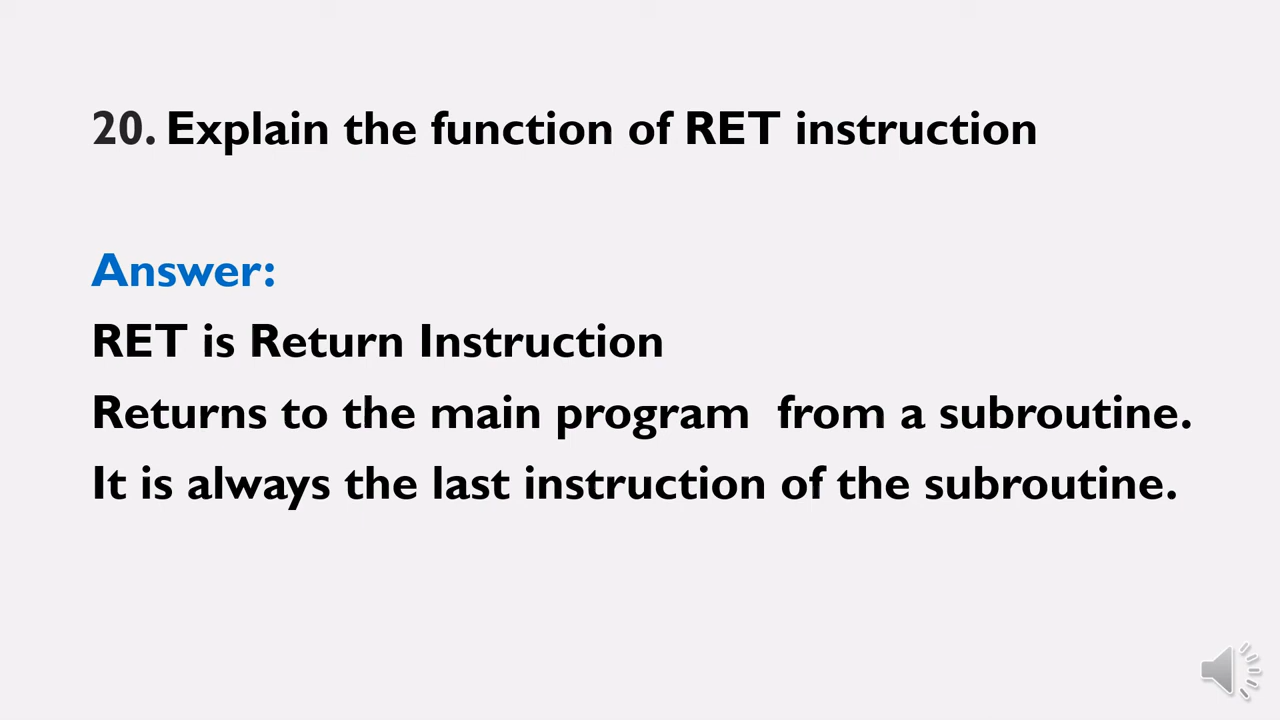 20. Explain the function of RET instruction
Answer:
RET is Return Instruction
Returns to the main program from a subroutine.
It is always the last instruction of the subroutine.